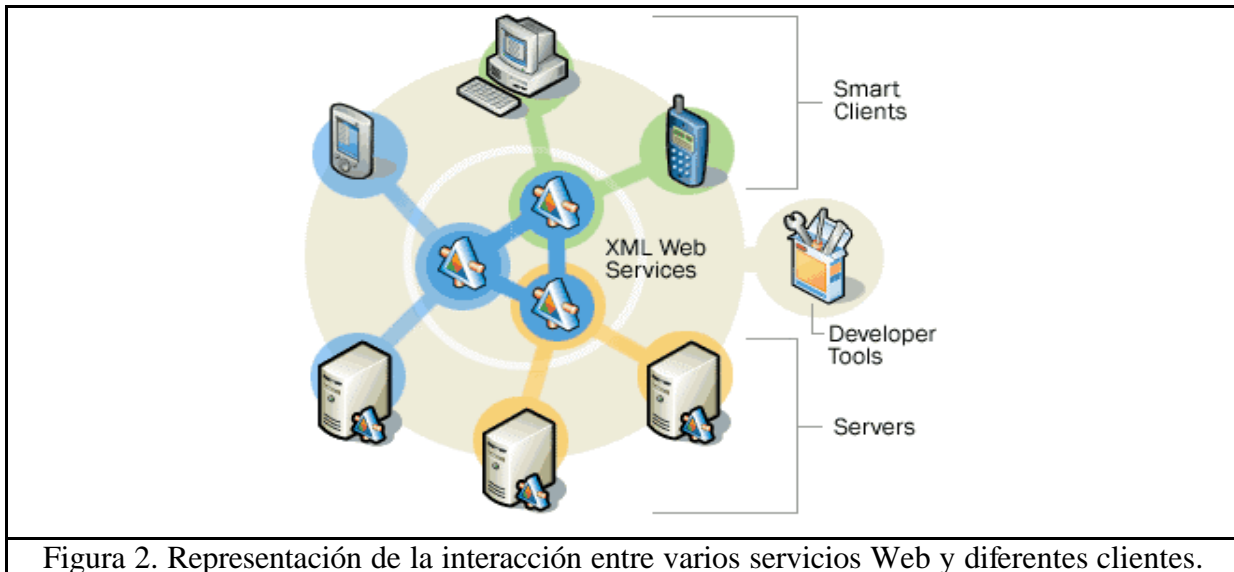 Smart
Clients
XML Web
Services
Developer
Tools
Servers
Figura 2. Representación de la interacción entre varios servicios Web y diferentes clientes.